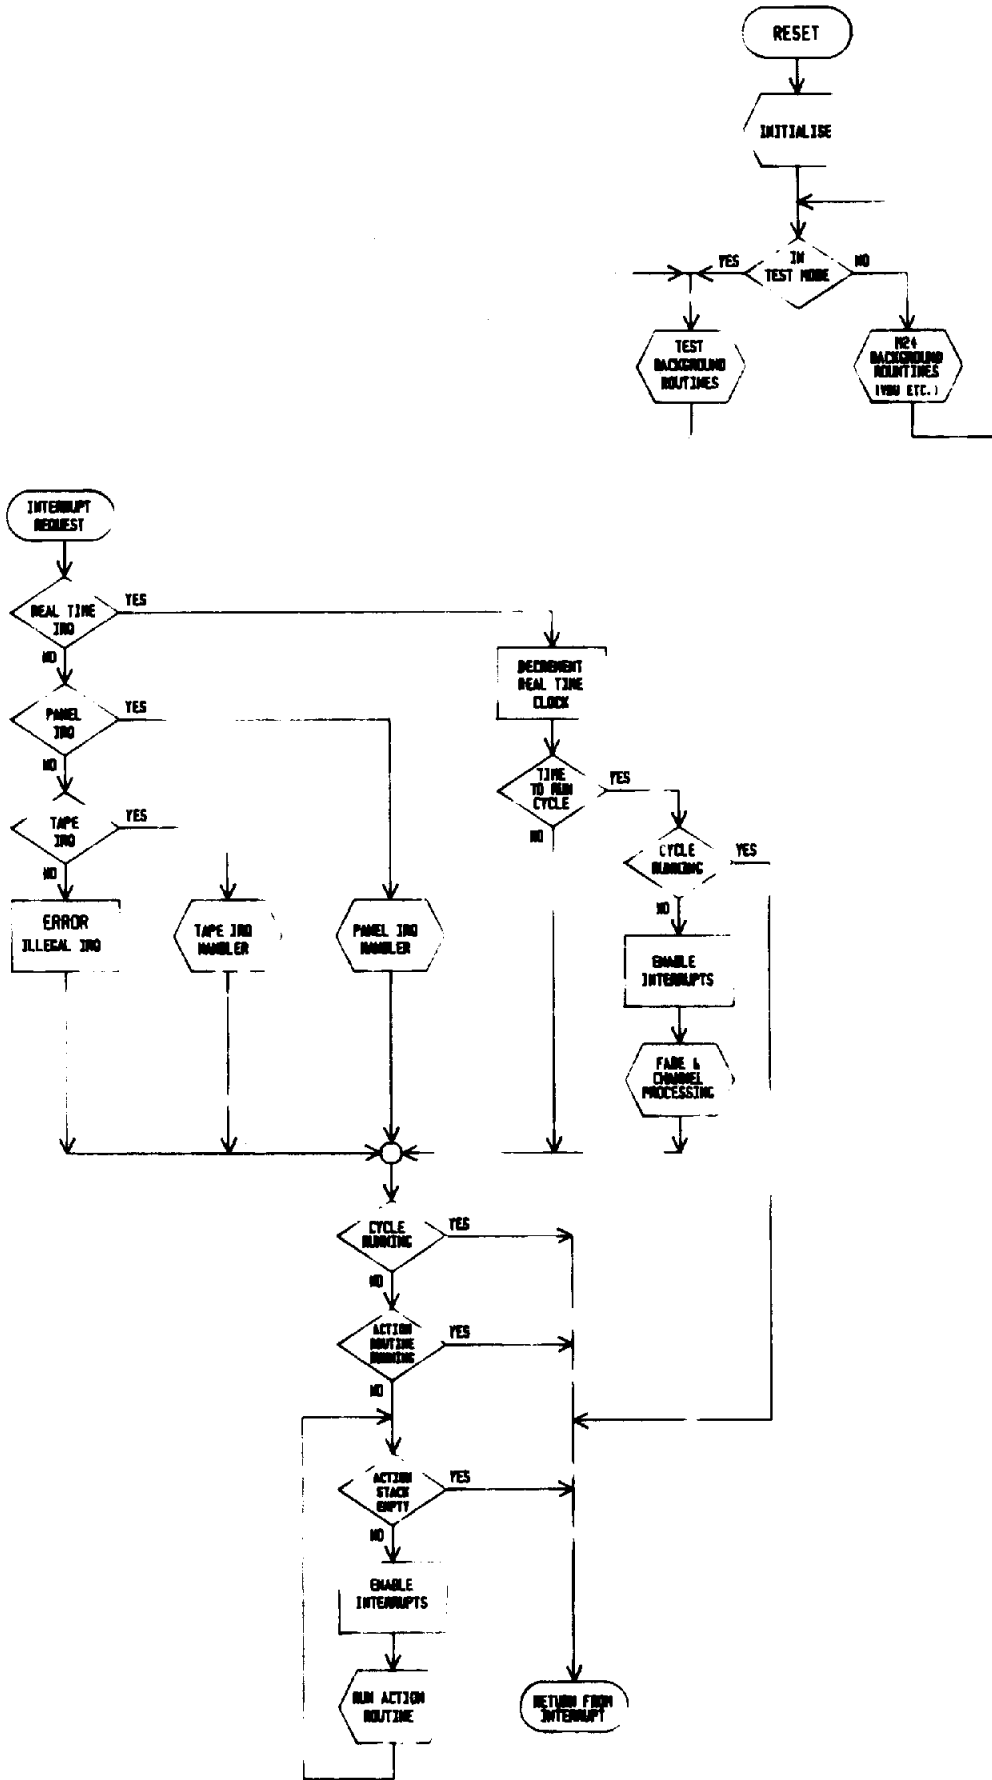 RESET
INITIALISE
IN
TEST MODE
YES
NO
TEST
BACKGROUND
ROUTINES
M24
BACKGROUND
ROUNTINES
(VDU ETC.)
INTERRUPT
REQUEST
REAL TIME
IRQ
YES
NO
DECREMENT
REAL TIME
CLOCK
PANEL
IRQ
YES
NO
TIME
TO RUN
CYCLE
YES
NO
TAPE
IRQ
YES
NO
CYCLE
RUNNING
YES
NO
ERROR
ILLEGAL IRQ
TAPE IRQ
HANDLER
PANEL IRQ
HANDLER
ENABLE
INTERRUPTS
FADE &
CHANNEL
PROCESSING
CYCLE
RUNNING
YES
NO
ACTION
ROUTINE
RUNNING
YES
NO
ACTION
STACK
EMPTY
YES
NO
ENABLE
INTERRUPTS
RUN ACTION
ROUTINE
RETURN FROM
INTERRUPT